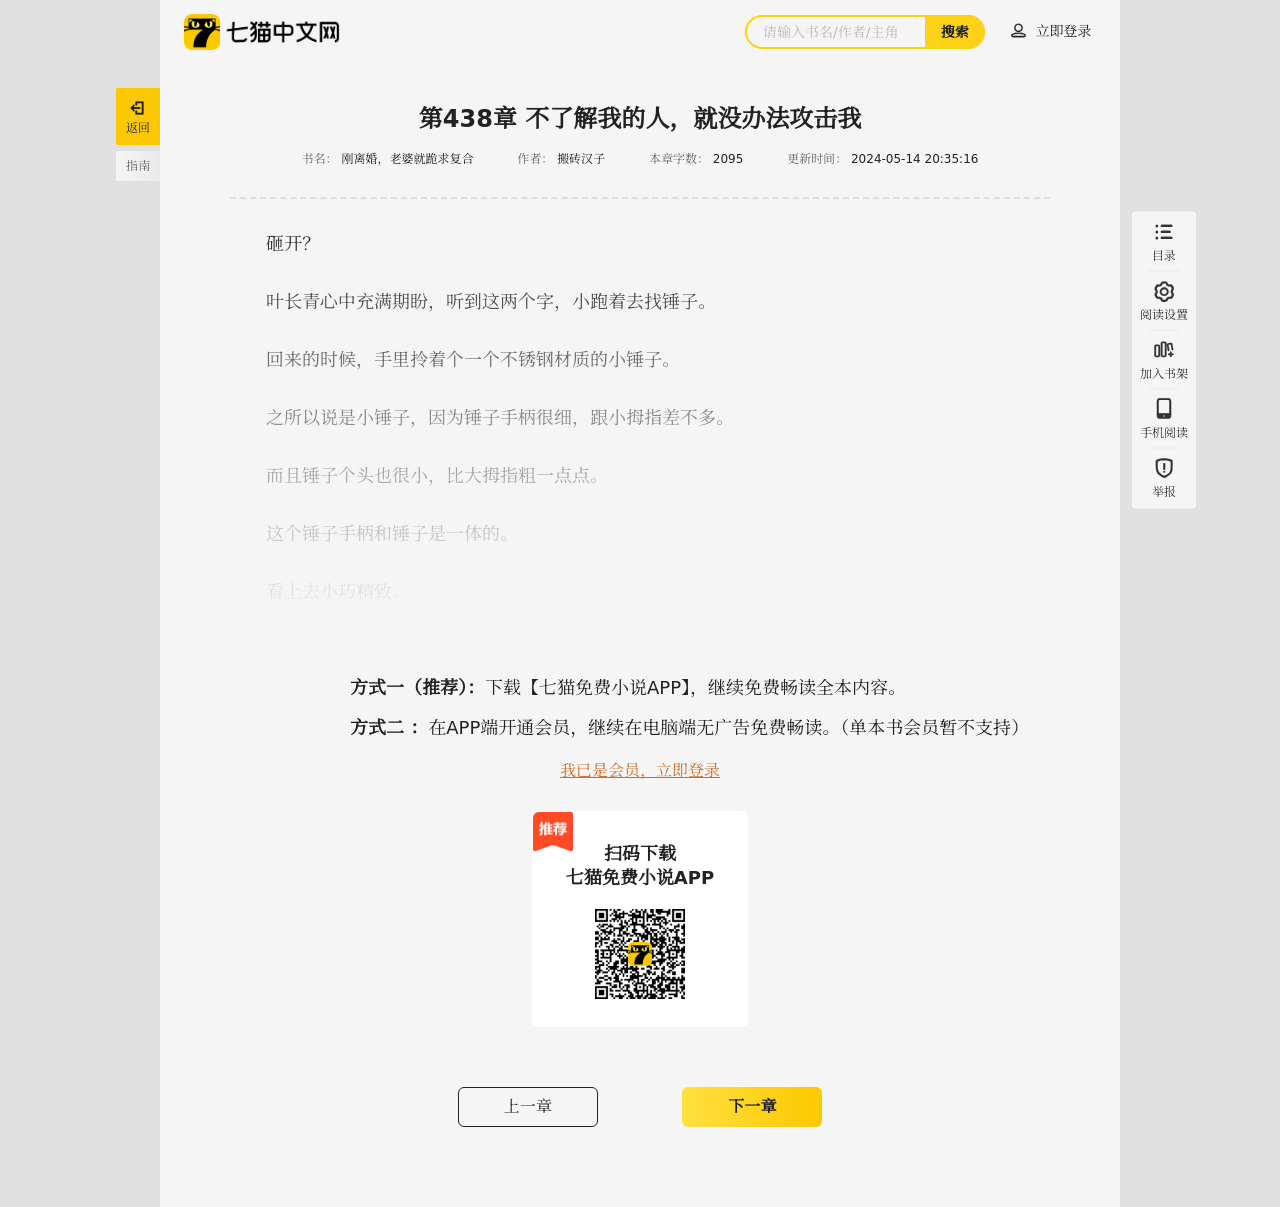 七猫中文网
请输入书名/作者/主角
搜索
立即登录
返回
指南
第438章 不了解我的人，就没办法攻击我
书名： 刚离婚，老婆就跪求复合 作者： 搬砖汉子 本章字数： 2095 更新时间： 2024-05-14 20:35:16
砸开？
叶长青心中充满期盼，听到这两个字，小跑着去找锤子。
回来的时候，手里拎着个一个不锈钢材质的小锤子。
之所以说是小锤子，因为锤子手柄很细，跟小拇指差不多。
而且锤子个头也很小，比大拇指粗一点点。
这个锤子手柄和锤子是一体的。
看上去小巧精致。
目录
阅读设置
加入书架
手机阅读
举报
方式一（推荐）：下载【七猫免费小说APP】，继续免费畅读全本内容。
方式二 ：在APP端开通会员，继续在电脑端无广告免费畅读。（单本书会员暂不支持）
我已是会员，立即登录
推荐
扫码下载
七猫免费小说APP
上一章
下一章